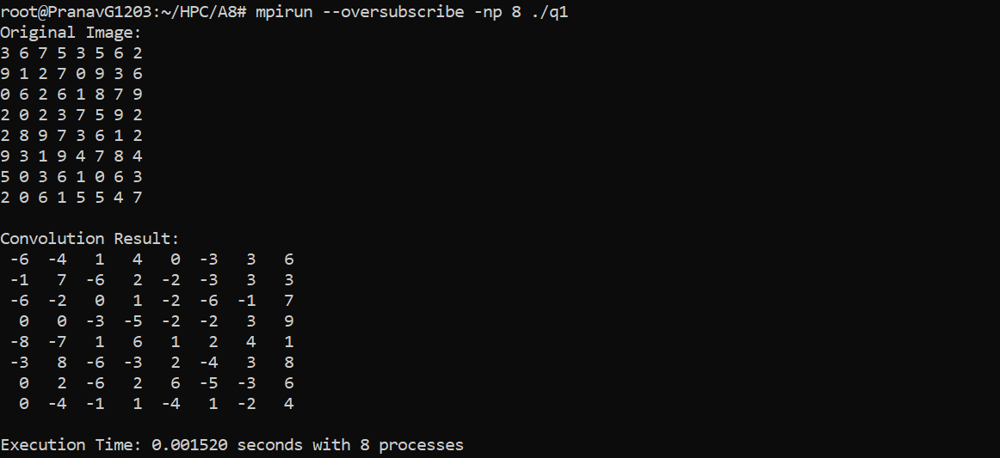 root@PranavG1203:~/HPC/A8# mpirun --oversubscribe -np 8 ./q1
Original Image:
3 6 7 5 3 5 6 2
9 1 2 7 0 9 3 6
0 6 2 6 1 8 7 9
2 0 2 3 7 5 9 2
2 8 9 7 3 6 1 2
9 3 1 9 4 7 8 4
5 0 3 6 1 0 6 3
2 0 6 1 5 5 4 7
Convolution Result:
-6 -4 1 4 0 -3 3 6
-1 7 -6 2 -2 -3 3 3
-6 -2 0 1 -2 -6 -1 7
0 0 -3 -5 -2 -2 3 9
-8 -7 1 6 1 2 4 1
-3 8 -6 -3 2 -4 3 8
0 2 -6 2 6 -5 -3 6
0 -4 -1 1 -4 1 -2 4
Execution Time: 0.001520 seconds with 8 processes